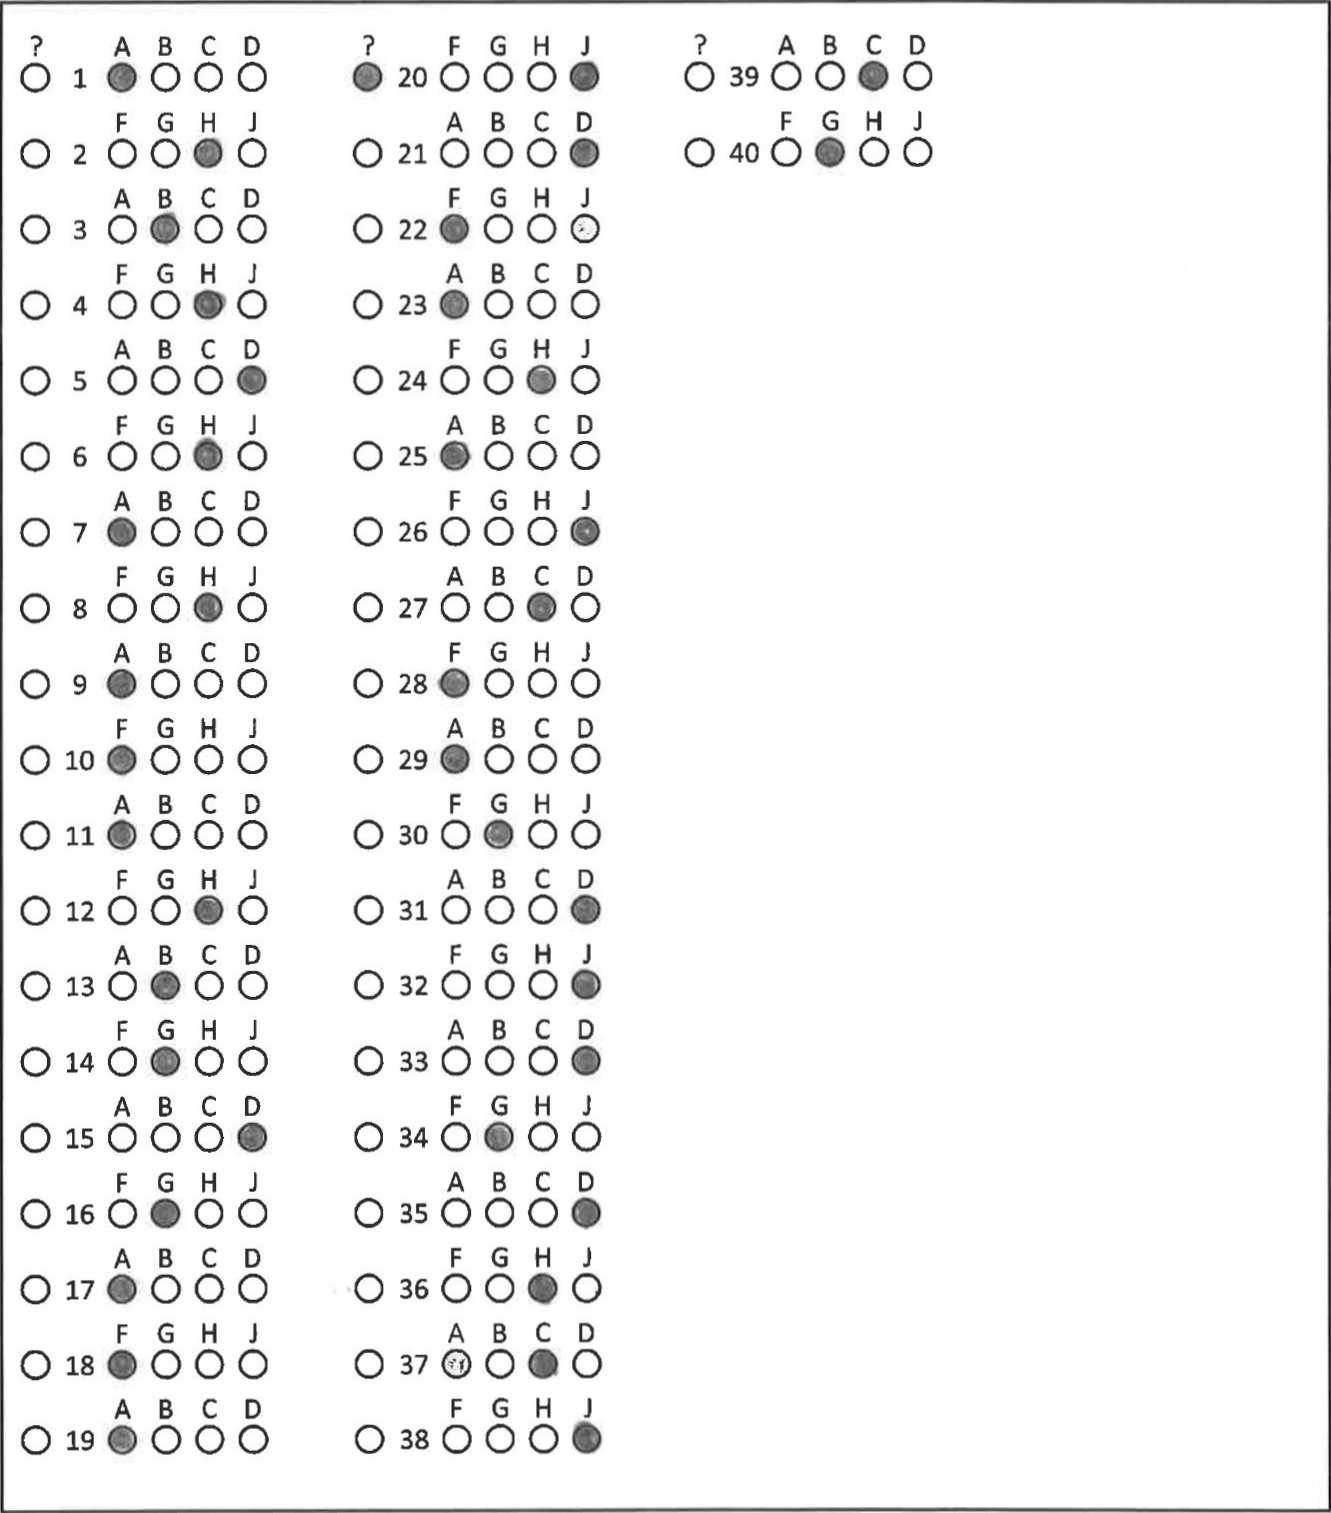 ? A B C D
1
F G H J
2
A B C D
3
F G H J
4
A B C D
5
F G H J
6
A B C D
7
F G H J
8
A B C D
9
F G H J
10
A B C D
11
F G H J
12
A B C D
13
F G H J
14
A B C D
15
F G H J
16
A B C D
17
F G H J
18
A B C D
19
? F G H J
20
A B C D
21
F G H J
22
A B C D
23
F G H J
24
A B C D
25
F G H J
26
A B C D
27
F G H J
28
A B C D
29
F G H J
30
A B C D
31
F G H J
32
A B C D
33
F G H J
34
A B C D
35
F G H J
36
A B C D
37
F G H J
38
? A B C D
39
F G H J
40